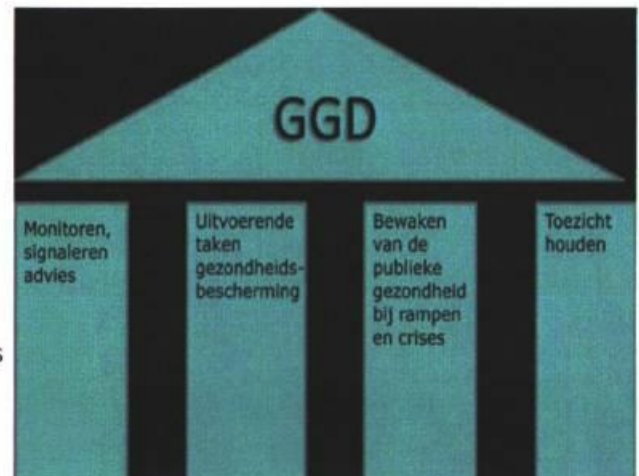 GGD
Monitoren,
signaleren
advies
Uitvoerende
taken
gezondheids-
bescherming
Bewaken
van de
publieke
gezondheid
bij rampen
en crises
Toezicht
houden
s